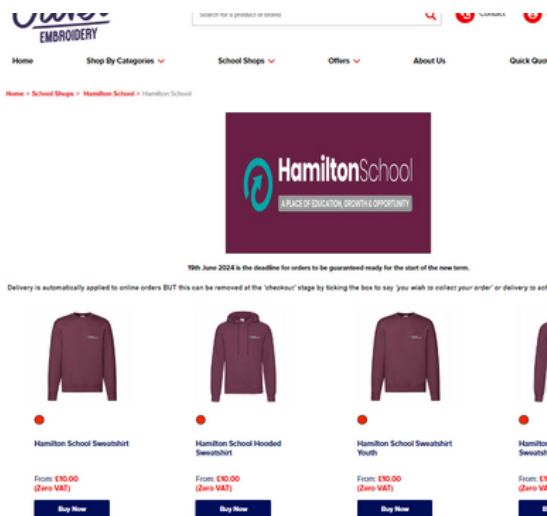 EMBROIDERY
Search for a product or brand
Contact
Home Shop By Categories School Shops Offers About Us Quick Quot
Home > School Shops > Hamilton School > Hamilton School
HamiltonSchool
A PLACE OF EDUCATION, GROWTH & OPPORTUNITY
19th June 2024 is the deadline for orders to be guaranteed ready for the start of the new term.
Delivery is automatically applied to online orders BUT this can be removed at the 'checkout' stage by ticking the box to say 'you wish to collect your order' or delivery to
Hamilton School Sweatshirt
Hamilton School Hooded Sweatshirt
Hamilton School Sweatshirt Youth
From: £10.00
(Zero VAT)
From: £10.00
(Zero VAT)
From: £10.00
(Zero VAT)
Buy Now
Buy Now
Buy Now